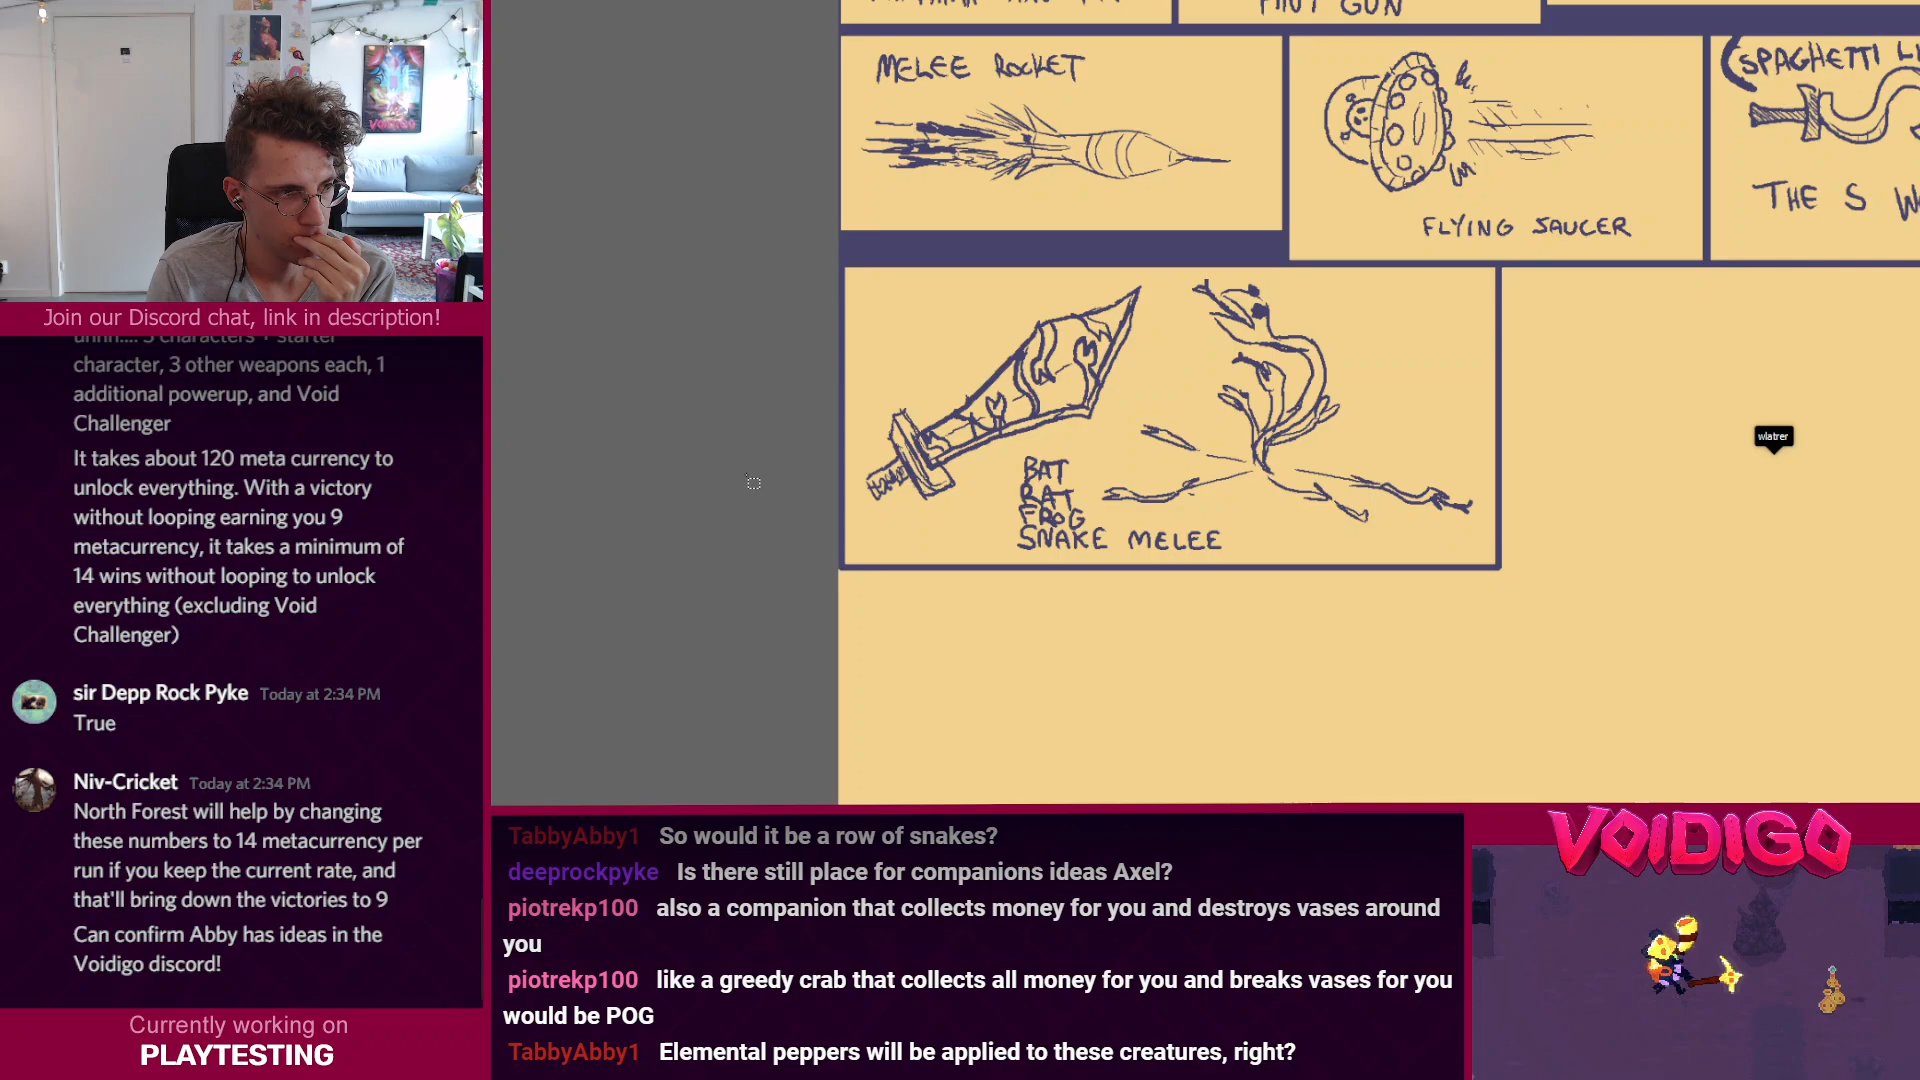 VOIDIGO
Join our Discord chat, link in description!
character, 3 other weapons each, 1
additional powerup, and Void
Challenger
It takes about 120 meta currency to
unlock everything. With a victory
without looping earning you 9
metacurrency, it takes a minimum of
14 wins without looping to unlock
everything (excluding Void
Challenger)
sir Depp Rock Pyke Today at 2:34 PM
True
Niv-Cricket Today at 2:34 PM
North Forest will help by changing
these numbers to 14 metacurrency per
run if you keep the current rate, and
that'll bring down the victories to 9
Can confirm Abby has ideas in the
Voidigo discord!
Currently working on
PLAYTESTING
GUN
MELEE ROCKET
FLYING SAUCER
SPAGHETTI
THE S
BAT
RAT
FROG
SNAKE MELEE
wlatrer
TabbyAbby1 So would it be a row of snakes?
deeprockpyke Is there still place for companions ideas Axel?
piotrekp100 also a companion that collects money for you and destroys vases around
you
piotrekp100 like a greedy crab that collects all money for you and breaks vases for you
would be POG
TabbyAbby1 Elemental peppers will be applied to these creatures, right?
VOIDIGO